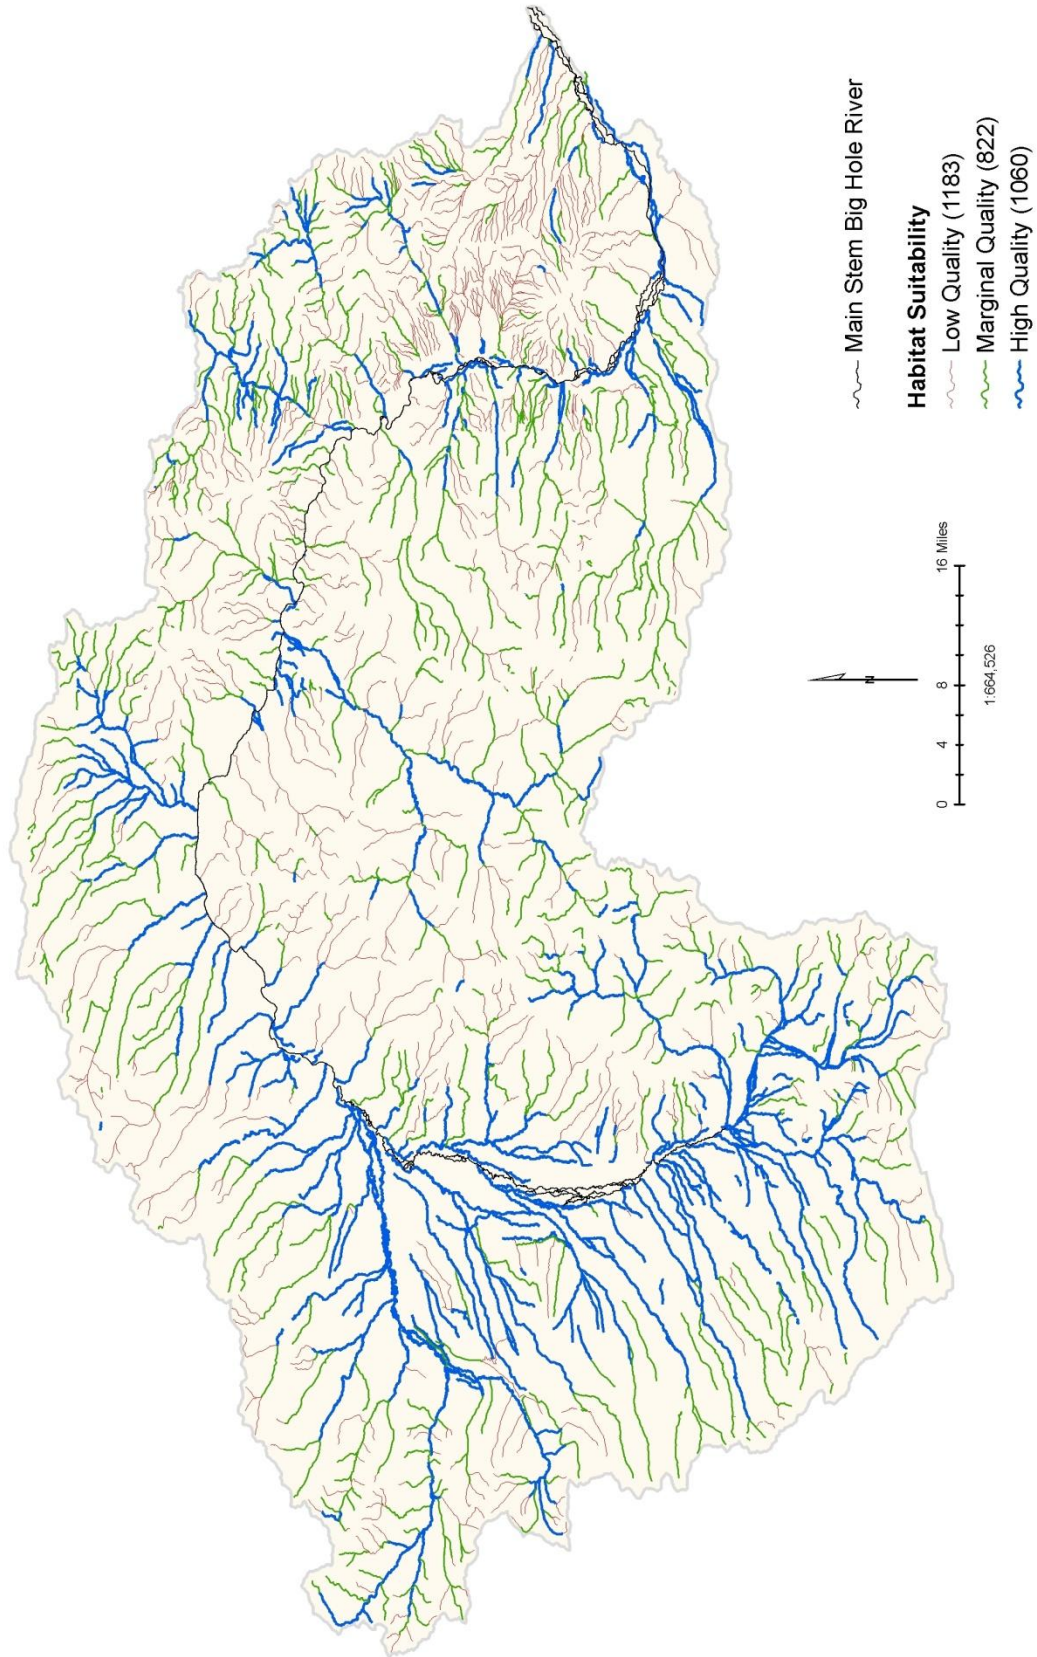 Main Stem Big Hole River
Habitat Suitability
Low Quality (1183)
Marginal Quality (822)
High Quality (1060)
N
0 4 8 16 Miles
1:664,526